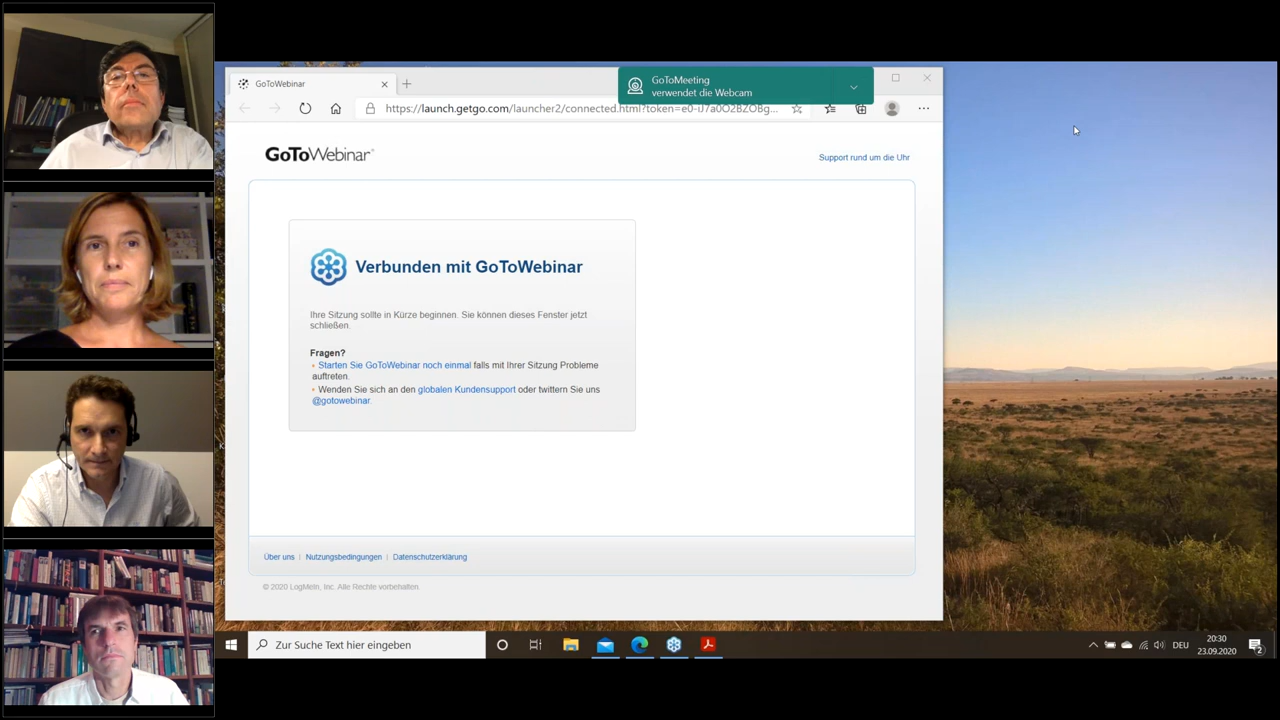 GoToWebinar
GoToMeeting
verwendet die Webcam
https://launch.getgo.com/launcher2/connected.html?token=e0-iJ7a0O2BZOBg...
GoToWebinar
Support rund um die Uhr
Verbunden mit GoToWebinar
Ihre Sitzung sollte in Kürze beginnen. Sie können dieses Fenster jetzt
schließen.
Fragen?
• Starten Sie GoToWebinar noch einmal falls mit Ihrer Sitzung Probleme
auftreten.
• Wenden Sie sich an den globalen Kundensupport oder twittern Sie uns
@gotowebinar.
Über uns | Nutzungsbedingungen | Datenschutzerklärung
© 2020 LogMeIn, Inc. Alle Rechte vorbehalten.
Zur Suche Text hier eingeben
DEU
20:30
23.09.2020
2